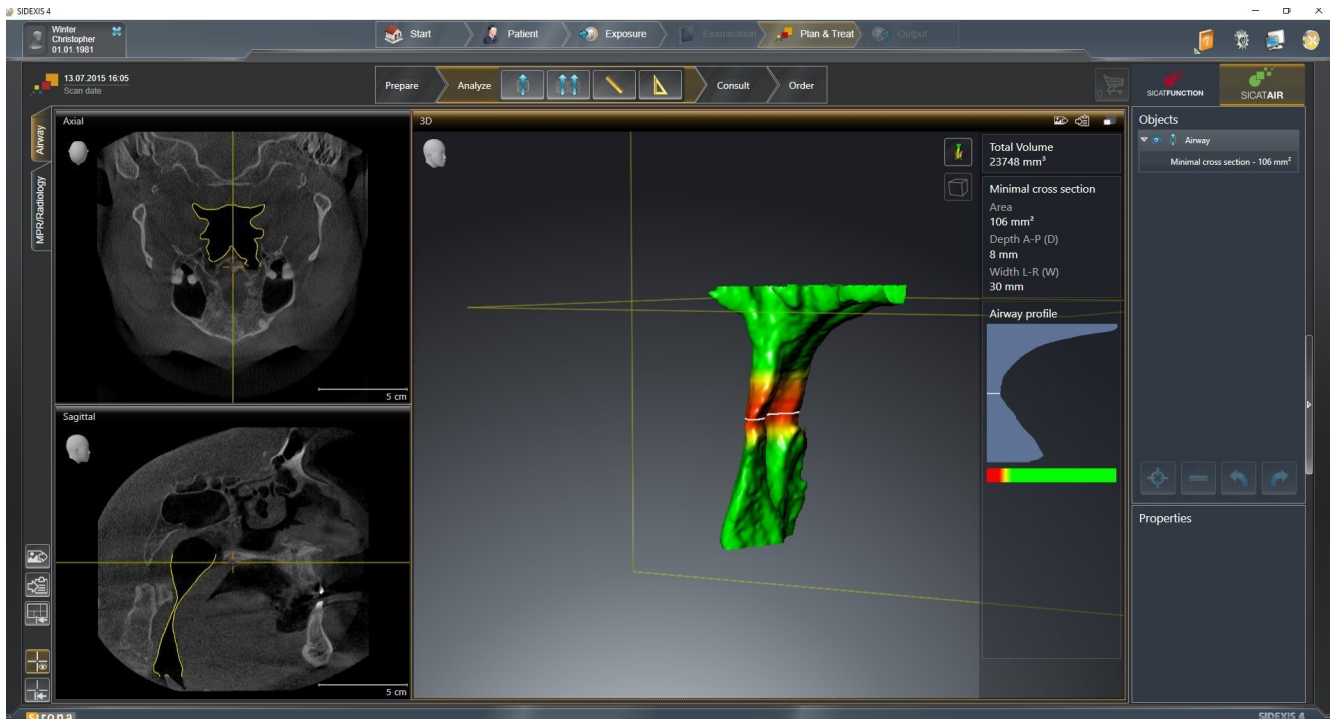 SIDEXIS 4
Winter
Christopher
01.01.1981
Start
Patient
Exposure
Examination
Plan & Treat
Output
13.07.2015 16:05
Scan date
Prepare
Analyze
Consult
Order
SICATFUNCTION
SICATAIR
Airway
MPR/Radiology
Axial
5 cm
Sagittal
5 cm
3D
Total Volume
23748 mm³
Minimal cross section
Area
106 mm²
Depth A-P (D)
8 mm
Width L-R (W)
30 mm
Airway profile
Objects
Airway
Minimal cross section - 106 mm²
Properties
sirona
SIDEXIS 4